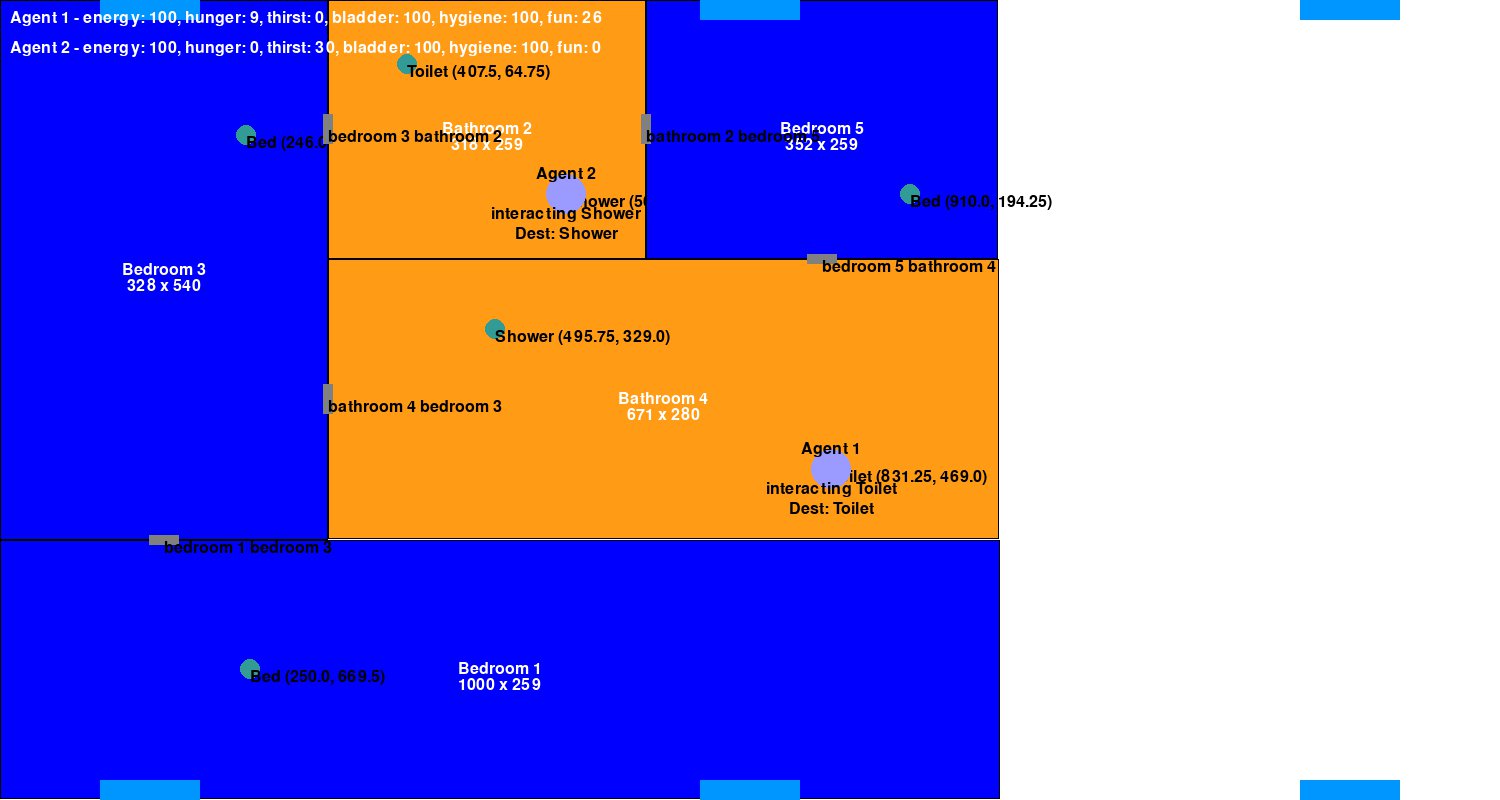 Agent 1 - energy: 100, hunger: 9, thirst: 0, bladder: 100, hygiene: 100, fun: 26
Agent 2 - energy: 100, hunger: 0, thirst: 30, bladder: 100, hygiene: 100, fun: 0
Toilet (407.5, 64.75)
Bathroom 2
318 x 259
Bedroom 5
352 x 259
bedroom 3 bathroom 2
bathroom 2 bedroom 5
Bed (246.0
Agent 2
interacting Shower
Dest: Shower
Bed (910.0, 194.25)
Bedroom 3
328 x 540
bedroom 5 bathroom 4
Shower (495.75, 329.0)
Bathroom 4
671 x 280
bathroom 4 bedroom 3
Agent 1
(831.25, 469.0)
interacting Toilet
Dest: Toilet
bedroom 1 bedroom 3
Bedroom 1
1000 x 259
Bed (250.0, 669.5)